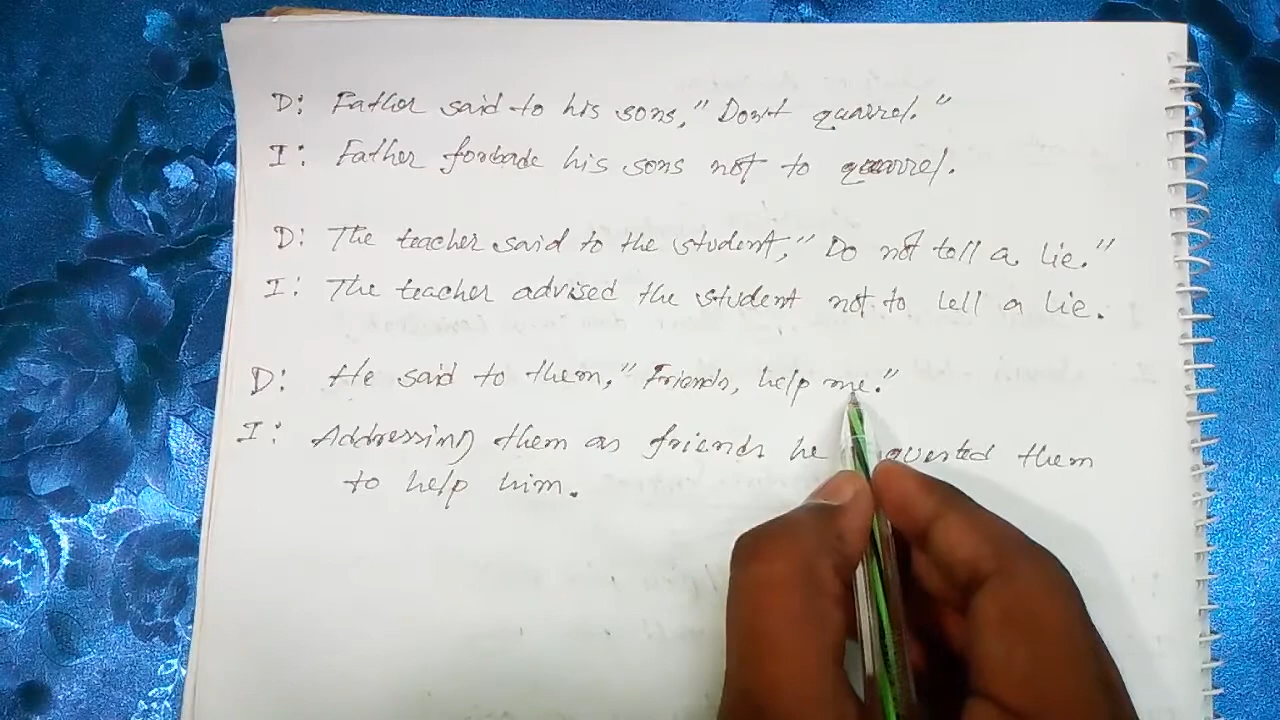 D: Father said to his sons, "Don't quarrel."
I: Father forbade his sons not to quarrel.
D: The teacher said to the student, "Do not tell a lie."
I: The teacher advised the student not to tell a lie.
D: He said to them, "Friends, help me."
I: Addressing them as friends he quested them
to help him.